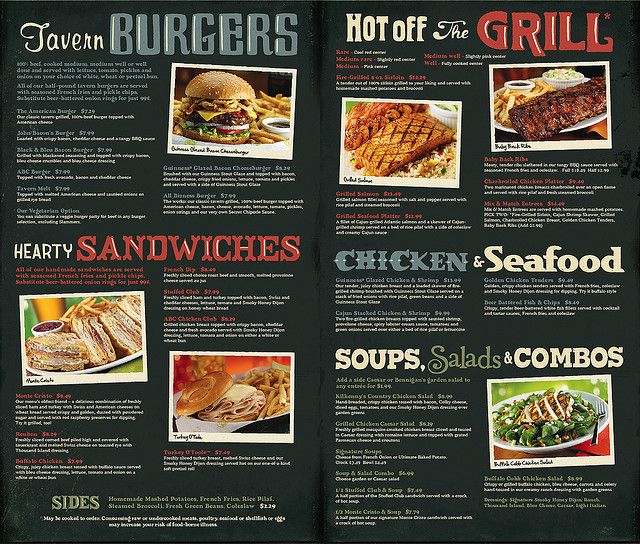 Tavern BURGERS
100% beef, cooked medium, medium well or well
done and served with lettuce, tomato, pickles and
onion on your choice of white, wheat or pretzel bun.
All of our half-pound tavern burgers are served
with seasoned French fries and pickle chips.
Substitute beer-battered onion rings for just 99¢.
The American Burger $7.29
Our classic tavern-grilled, 100% beef burger topped with
American cheese
John Bacon's Burger $7.99
Loaded with crispy bacon, cheddar cheese and a tangy BBQ sauce
Black & Bleu Bacon Burger $7.99
Grilled with blackened seasoning and topped with crispy bacon,
bleu cheese crumbles and bleu cheese dressing
ABC Burger $7.99
Topped with fresh avocado, bacon and cheddar cheese
Tavern Melt $7.99
Topped with melted American cheese and sautéed onions on
grilled rye bread
Our Vegetarian Option
You can substitute a veggie burger patty for beef in any burger
selection, excluding Slammers.
Guinness Glazed Bacon Cheeseburger
Guinness® Glazed Bacon Cheeseburger $8.29
Brushed with our Guinness Stout Glaze and topped with bacon,
cheddar cheese, crispy fried onions, lettuce, tomato and pickles,
and served with a side of Guinness Stout Glaze
All Bizness Burger $7.99
The works: our classic tavern-grilled, 100% beef burger topped with
American cheese, bacon, cheese, avocado, lettuce, tomato, pickles,
onion strings and our very own Secret Chipotle Sauce.
HEARTY SANDWICHES
All of our handmade sandwiches are served
with seasoned French fries and pickle chips.
Substitute beer-battered onion rings for just 99¢.
Monte Cristo
Monte Cristo $8.29
Our menu's oldest friend - a delicious combination of freshly
sliced ham and turkey with Swiss and American cheeses on
wheat bread served crispy and golden, dusted with powdered
sugar and served with red raspberry preserves for dipping.
Try it grilled, too!
Reuben $8.29
Freshly sliced corned beef piled high and covered with
sauerkraut and melted Swiss cheese on toasted rye with
Thousand Island dressing
Buffalo Chicken $7.99
Crispy, juicy chicken breast tossed with buffalo sauce served
with bleu cheese dressing, lettuce, tomato and onion on a
white or wheat bun
French Dip $8.49
Freshly sliced choice roast beef and smooth, melted provolone
cheese served au jus
Stuffed Club $7.99
Freshly sliced ham and turkey topped with bacon, Swiss and
cheddar cheeses, lettuce, tomato and Smoky Honey Dijon
dressing on honey wheat bread
ABC Chicken Club $8.29
Grilled chicken breast topped with crispy bacon, cheddar
cheese and fresh avocado served with Smoky Honey Dijon
dressing, lettuce, tomato and onion on either a white or
wheat bun
Turkey O'Toole
Turkey O'Toole™ $7.49
Freshly sliced turkey breast, melted Swiss cheese and our
Smoky Honey Dijon dressing served hot on our one-of-a-kind
soft pretzel roll
SIDES
Homemade Mashed Potatoes, French Fries, Rice Pilaf,
Steamed Broccoli, Fresh Green Beans, Coleslaw $2.29
*May be cooked to order. Consuming raw or undercooked meats, poultry, seafood or shellfish or eggs
may increase your risk of food-borne illness.
HOT OFF The GRILL*
Rare - Cool red center
Medium rare - Slightly red center
Medium - Pink center
Medium well - Slightly pink center
Well - Fully cooked center
Fire-Grilled 8 oz. Sirloin $12.29
A tender cut of 100% sirloin grilled to your liking and served with
homemade mashed potatoes and broccoli
Grilled Salmon
Grilled Salmon $13.49
Grilled salmon fillet seasoned with salt and pepper served with
rice pilaf and steamed broccoli
Grilled Seafood Platter $12.99
A fillet of Cajun-grilled Atlantic salmon and a skewer of Cajun-
grilled shrimp served on a bed of rice pilaf with a side of coleslaw
and creamy Cajun sauce
Baby Back Ribs
Baby Back Ribs
Meaty, tender ribs slathered in our tangy BBQ sauce served with
seasoned French fries and coleslaw. Full $18.49 Half 12.99
Charbroiled Chicken Platter $9.49
Two marinated chicken breasts charbroiled over an open flame
and served with rice pilaf and fresh steamed broccoli
Mix & Match Entrées $14.49
Mix & Match Entrees are served with homemade mashed potatoes.
PICK TWO: *Fire-Grilled Sirloin, Cajun Shrimp Skewer, Grilled
Salmon, Charbroiled Chicken Breast, Golden Chicken Tenders,
Baby Back Ribs (Add $1.99)
CHICKEN & Seafood
Guinness® Glazed Chicken & Shrimp $13.99
Our tender, juicy chicken breast and a loaded skewer of fire-
grilled shrimp brushed with Guinness Stout Glaze served on a
stack of fried onions with rice pilaf, green beans and a side of
Guinness Stout Glaze
Cajun Stacked Chicken & Shrimp $9.99
Two fire-grilled chicken breasts topped with sautéed shrimp,
provolone cheese, spicy lobster cream sauce, tomatoes and
green onions served over either a bed of rice pilaf or fettuccine
Golden Chicken Tenders $9.49
Golden, crispy chicken tenders served with French fries, coleslaw
and Smoky Honey Dijon dressing for dipping. Try it buffalo style
Beer Battered Fish & Chips $8.49
Crispy, tender beer-battered white fish fillets served with cocktail
and tartar sauces, French fries and coleslaw
SOUPS, Salads & COMBOS
Add a side Caesar or Bennigan's garden salad to
any entrée for $1.99
Kilkenny's Country Chicken Salad $8.99
Hand-breaded, crispy chicken tossed with bacon, Colby cheese,
diced eggs, tomatoes and our Smoky Honey Dijon dressing over
garden greens
Grilled Chicken Caesar Salad $8.29
Freshly grilled mesquite-smoked chicken breast sliced and tossed
in Caesar dressing with romaine lettuce and topped with grated
Parmesan cheese and croutons
Signature Soups
Choose from French Onion or Ultimate Baked Potato.
Crock $3.49 Bowl $4.49
Soup & Salad Combo $6.99
Choose garden or Caesar salad
1/2 Stuffed Club & Soup $7.49
A half portion of the Stuffed Club sandwich served with a crock
of hot soup.
1/2 Monte Cristo & Soup $7.79
A half portion of our signature Monte Cristo sandwich served with
a crock of hot soup.
Buffalo Cobb Chicken Salad
Buffalo Cobb Chicken Salad $8.99
Crispy or grilled buffalo chicken, bleu cheese, carrots and celery
hand-tossed in our creamy ranch dressing with garden greens
Dressings: Signature Smoky Honey Dijon, Ranch,
Thousand Island, Bleu Cheese, Caesar, Light Italian